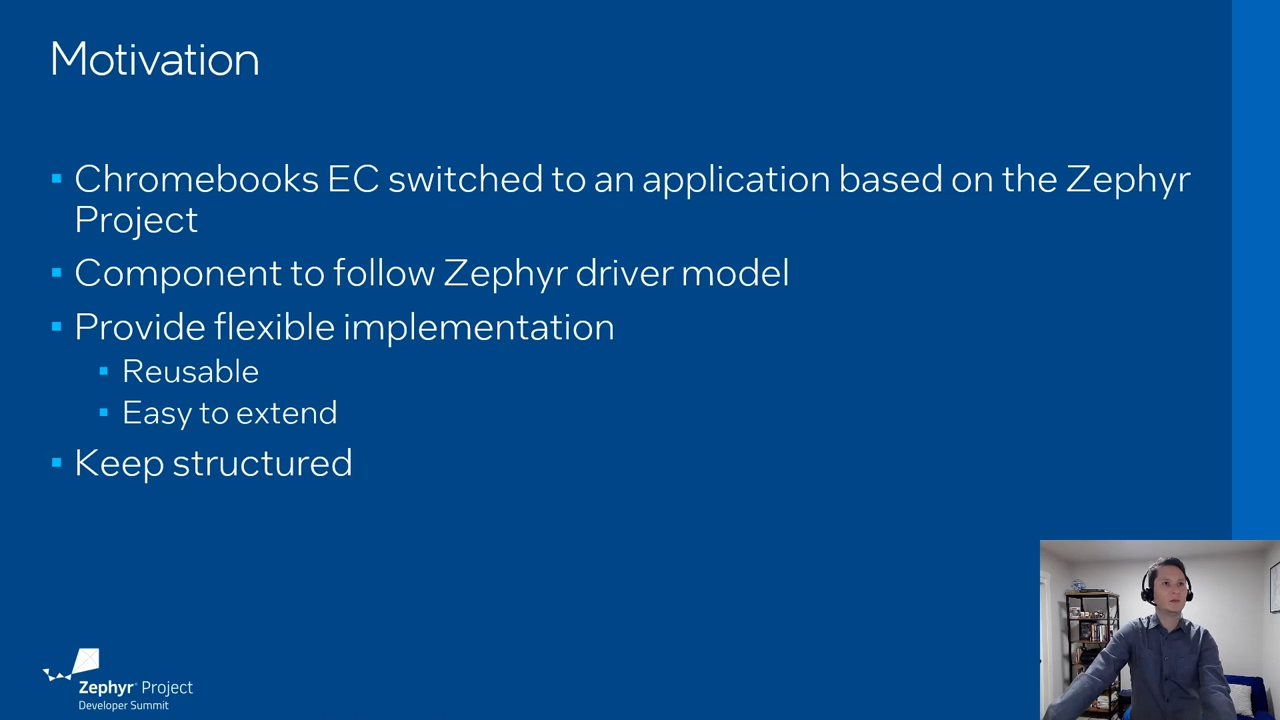 Motivation
Chromebooks EC switched to an application based on the Zephyr
Project
Component to follow Zephyr driver model
Provide flexible implementation
Reusable
Easy to extend
Keep structured
Zephyr Project
Developer Summit